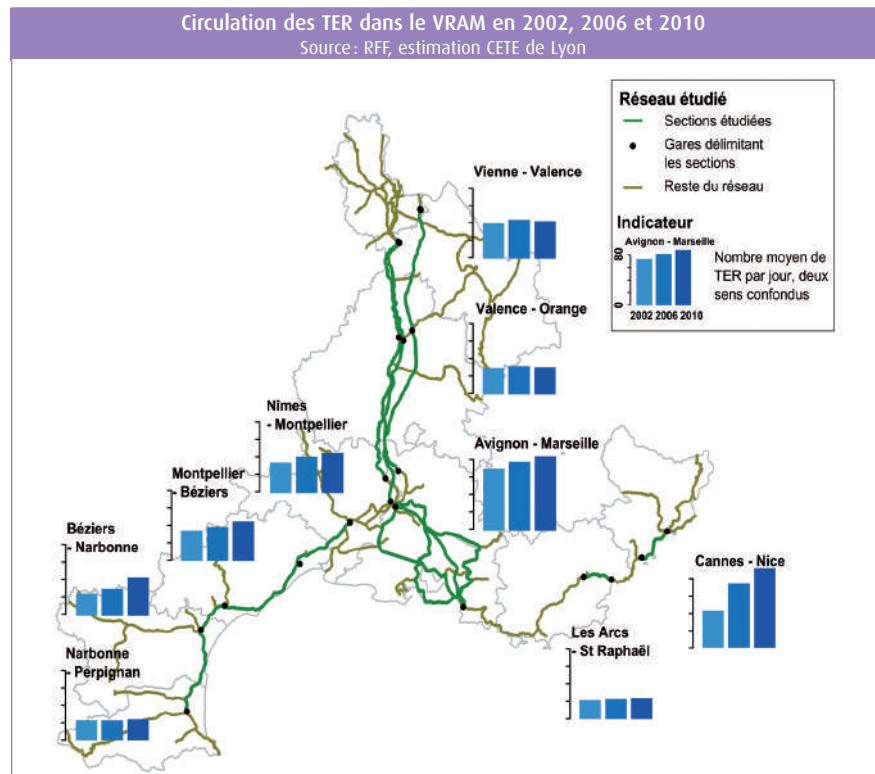 Circulation des TER dans le VRAM en 2002, 2006 et 2010
Source : RFF, estimation CETE de Lyon
Réseau étudié
Sections étudiées
Gares délimitant
les sections
Reste du réseau
Indicateur
Avignon - Marseille
80
0
2002 2006 2010
Nombre moyen de
TER par jour, deux
sens confondus
Vienne - Valence
Valence - Orange
Nîmes
- Montpellier
Avignon - Marseille
Montpellier
- Béziers
Béziers
- Narbonne
Cannes - Nice
Les Arcs
- St Raphaël
Narbonne
- Perpignan